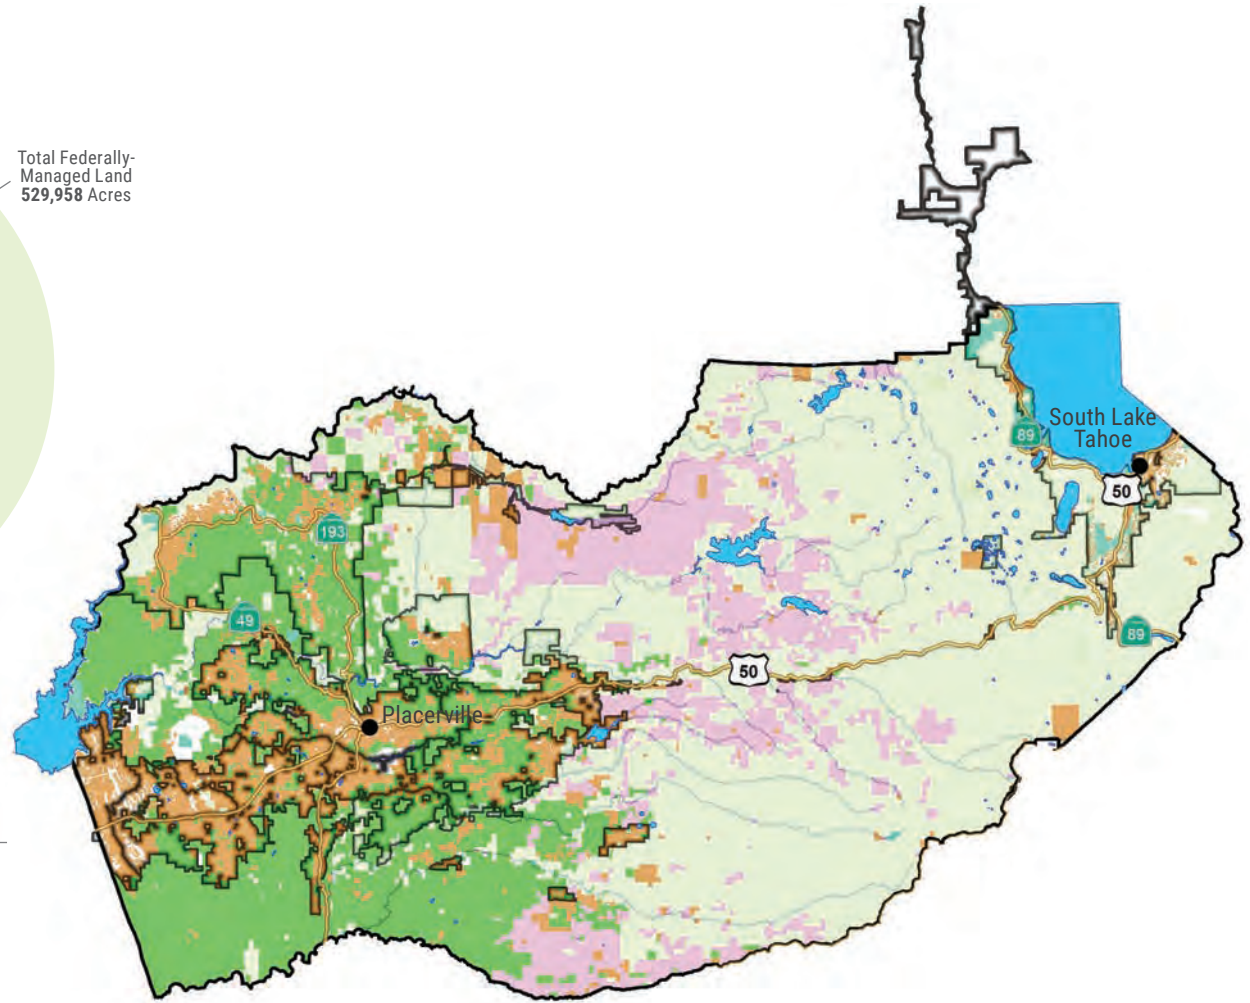 Total Federally-
Managed Land
529,958 Acres
South Lake
Tahoe
89
50
193
49
89
50
Placerville